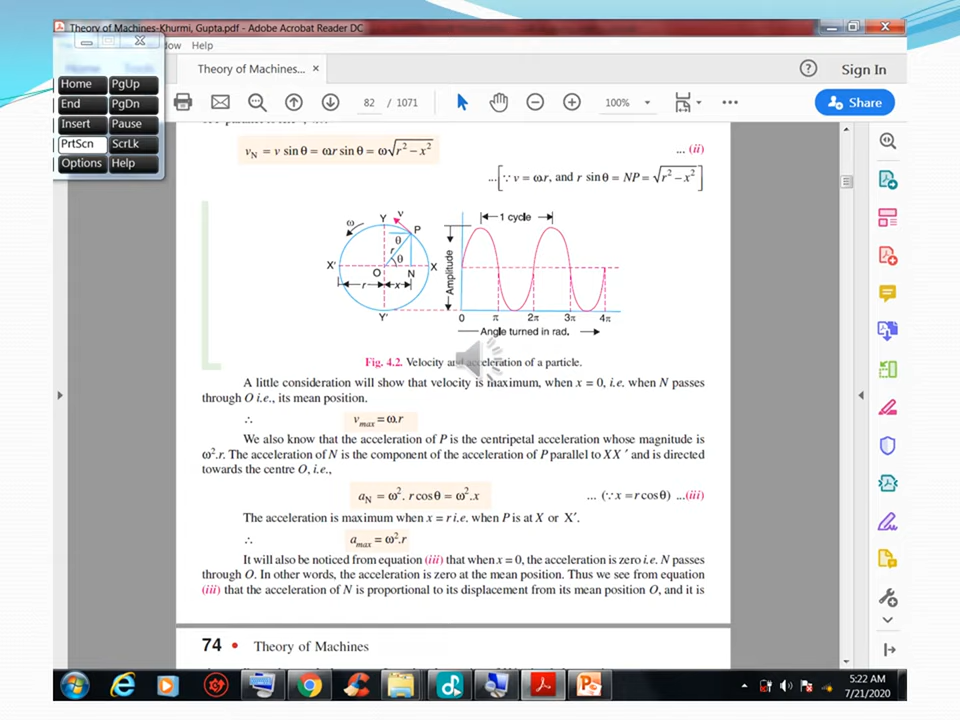 Theory of Machines-Khurmi, Gupta.pdf - Adobe Acrobat Reader DC
dow Help
Home PgUp
End PgDn
Insert Pause
PrtScn ScrLk
Options Help
Theory of Machines... × Sign In
82 / 1071 100% Share
v_N = v sin θ = ω.r sin θ = ω√(r² − x²) ... (ii)
...[∵ v = ω.r, and r sin θ = NP = √(r² − x²)]
ω Y v P θ r θ X' O N X r x Y'
Amplitude 1 cycle
0 π 2π 3π 4π
Angle turned in rad.
Fig. 4.2. Velocity and acceleration of a particle.
A little consideration will show that velocity is maximum, when x = 0, i.e. when N passes
through O i.e., its mean position.
∴ v_max = ω.r
We also know that the acceleration of P is the centripetal acceleration whose magnitude is
ω².r. The acceleration of N is the component of the acceleration of P parallel to XX ′ and is directed
towards the centre O, i.e.,
a_N = ω². r cos θ = ω².x ... (∵ x = r cos θ) ...(iii)
The acceleration is maximum when x = r i.e. when P is at X or X′.
∴ a_max = ω².r
It will also be noticed from equation (iii) that when x = 0, the acceleration is zero i.e. N passes
through O. In other words, the acceleration is zero at the mean position. Thus we see from equation
(iii) that the acceleration of N is proportional to its displacement from its mean position O, and it is
74 • Theory of Machines
5:22 AM
7/21/2020